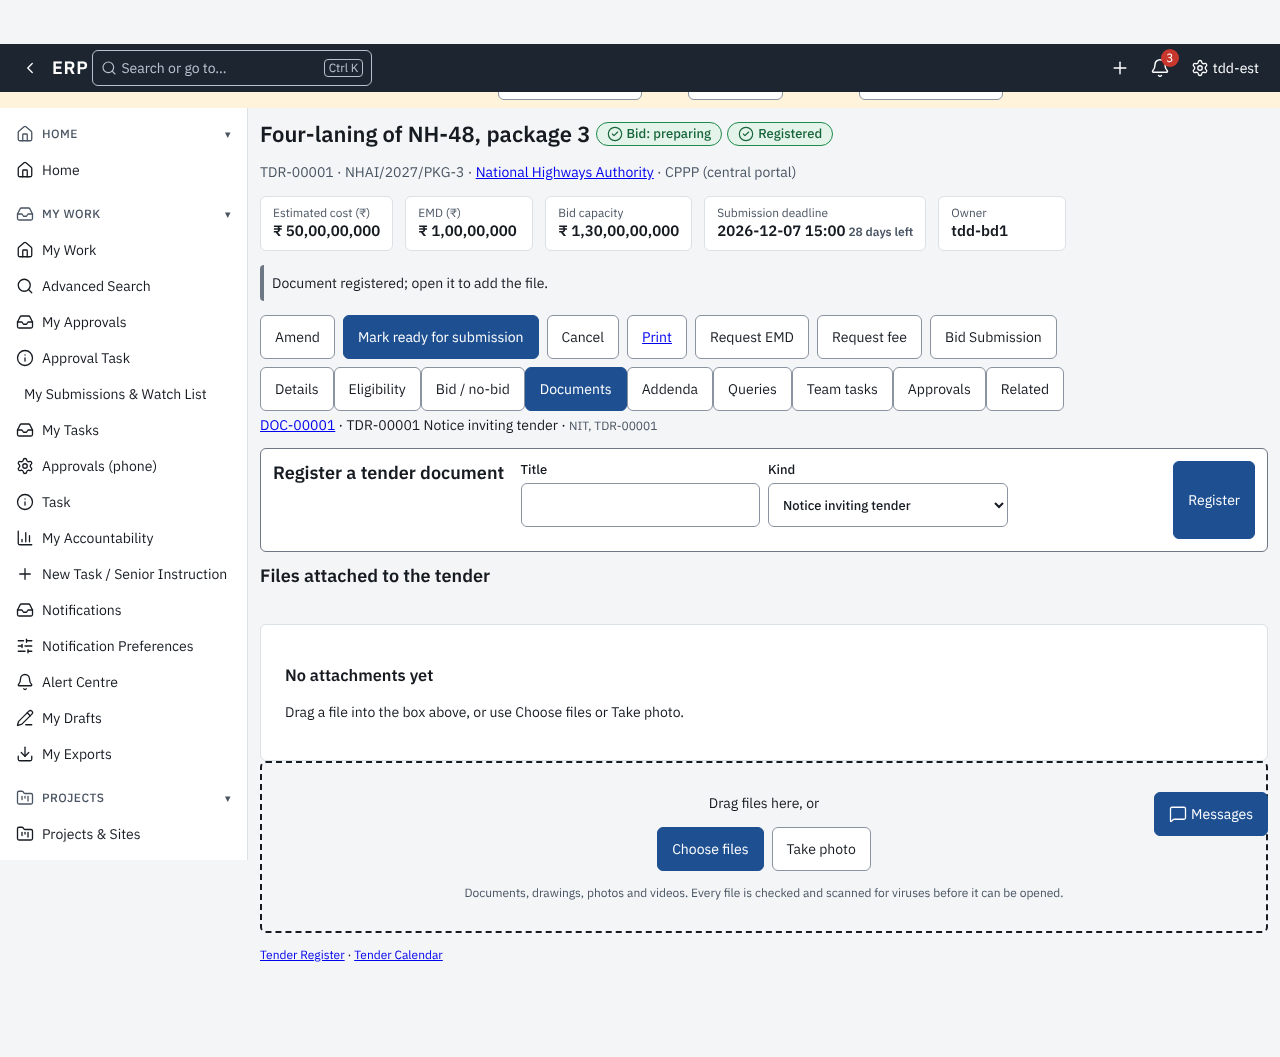 ERP
Search or go to...
Ctrl K
3
tdd-est
HOME
Home
MY WORK
My Work
Advanced Search
My Approvals
Approval Task
My Submissions & Watch List
My Tasks
Approvals (phone)
Task
My Accountability
New Task / Senior Instruction
Notifications
Notification Preferences
Alert Centre
My Drafts
My Exports
PROJECTS
Projects & Sites
Four-laning of NH-48, package 3
Bid: preparing
Registered
TDR-00001 · NHAI/2027/PKG-3 · National Highways Authority · CPPP (central portal)
Estimated cost (₹)
₹ 50,00,00,000
EMD (₹)
₹ 1,00,00,000
Bid capacity
₹ 1,30,00,00,000
Submission deadline
2026-12-07 15:00 28 days left
Owner
tdd-bd1
Document registered; open it to add the file.
Amend
Mark ready for submission
Cancel
Print
Request EMD
Request fee
Bid Submission
Details
Eligibility
Bid / no-bid
Documents
Addenda
Queries
Team tasks
Approvals
Related
DOC-00001 · TDR-00001 Notice inviting tender · NIT, TDR-00001
Register a tender document
Title
Kind
Notice inviting tender
Register
Files attached to the tender
No attachments yet
Drag a file into the box above, or use Choose files or Take photo.
Drag files here, or
Messages
Choose files
Take photo
Documents, drawings, photos and videos. Every file is checked and scanned for viruses before it can be opened.
Tender Register · Tender Calendar